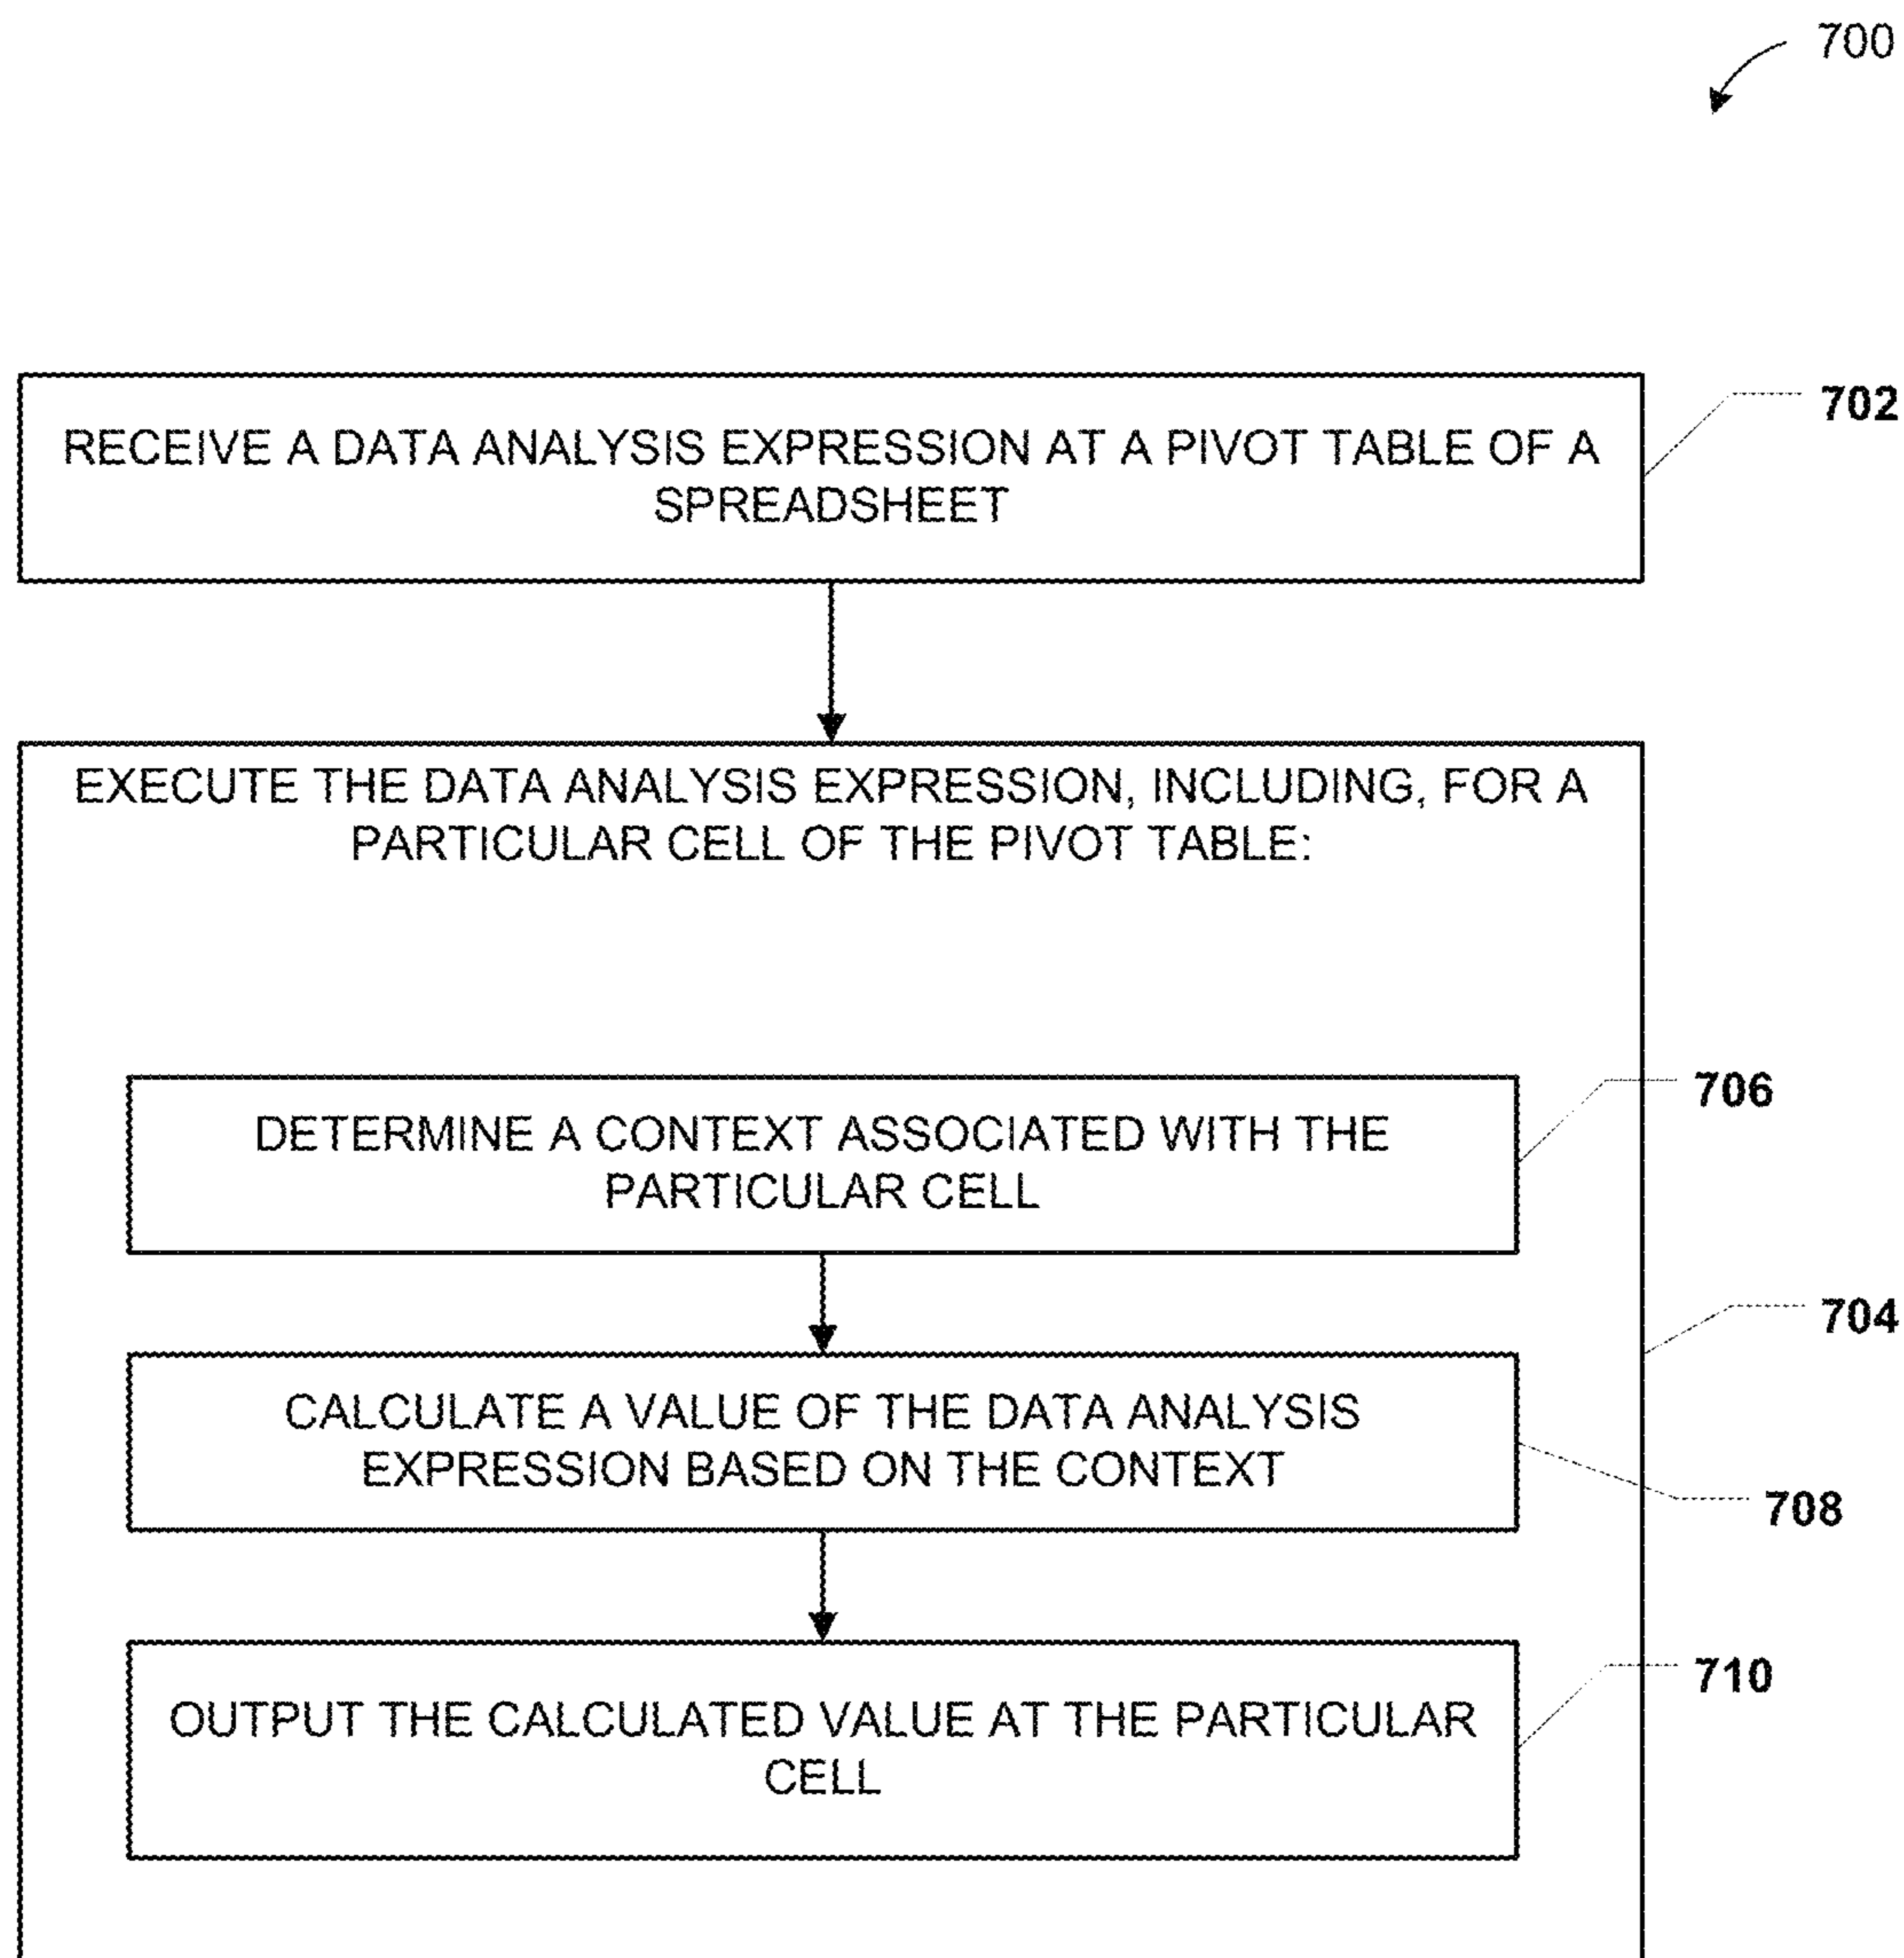 700
702
RECEIVE A DATA ANALYSIS EXPRESSION AT A PIVOT TABLE OF A
SPREADSHEET
EXECUTE THE DATA ANALYSIS EXPRESSION, INCLUDING, FOR A
PARTICULAR CELL OF THE PIVOT TABLE:
706
DETERMINE A CONTEXT ASSOCIATED WITH THE
PARTICULAR CELL
704
CALCULATE A VALUE OF THE DATA ANALYSIS
EXPRESSION BASED ON THE CONTEXT
708
710
OUTPUT THE CALCULATED VALUE AT THE PARTICULAR
CELL